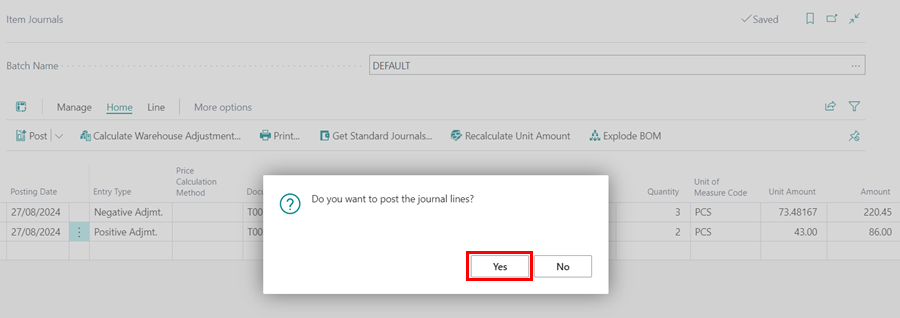 Item Journals
Saved
Batch Name
DEFAULT
Manage Home Line More options
Post Calculate Warehouse Adjustment... Print... Get Standard Journals... Recalculate Unit Amount Explode BOM
Posting Date Entry Type Price Calculation Method Docu Quantity Unit of Measure Code Unit Amount Amount
27/08/2024 Negative Adjmt. T00 3 PCS 73.48167 220.45
27/08/2024 Positive Adjmt. T00 2 PCS 43.00 86.00
Do you want to post the journal lines?
Yes No